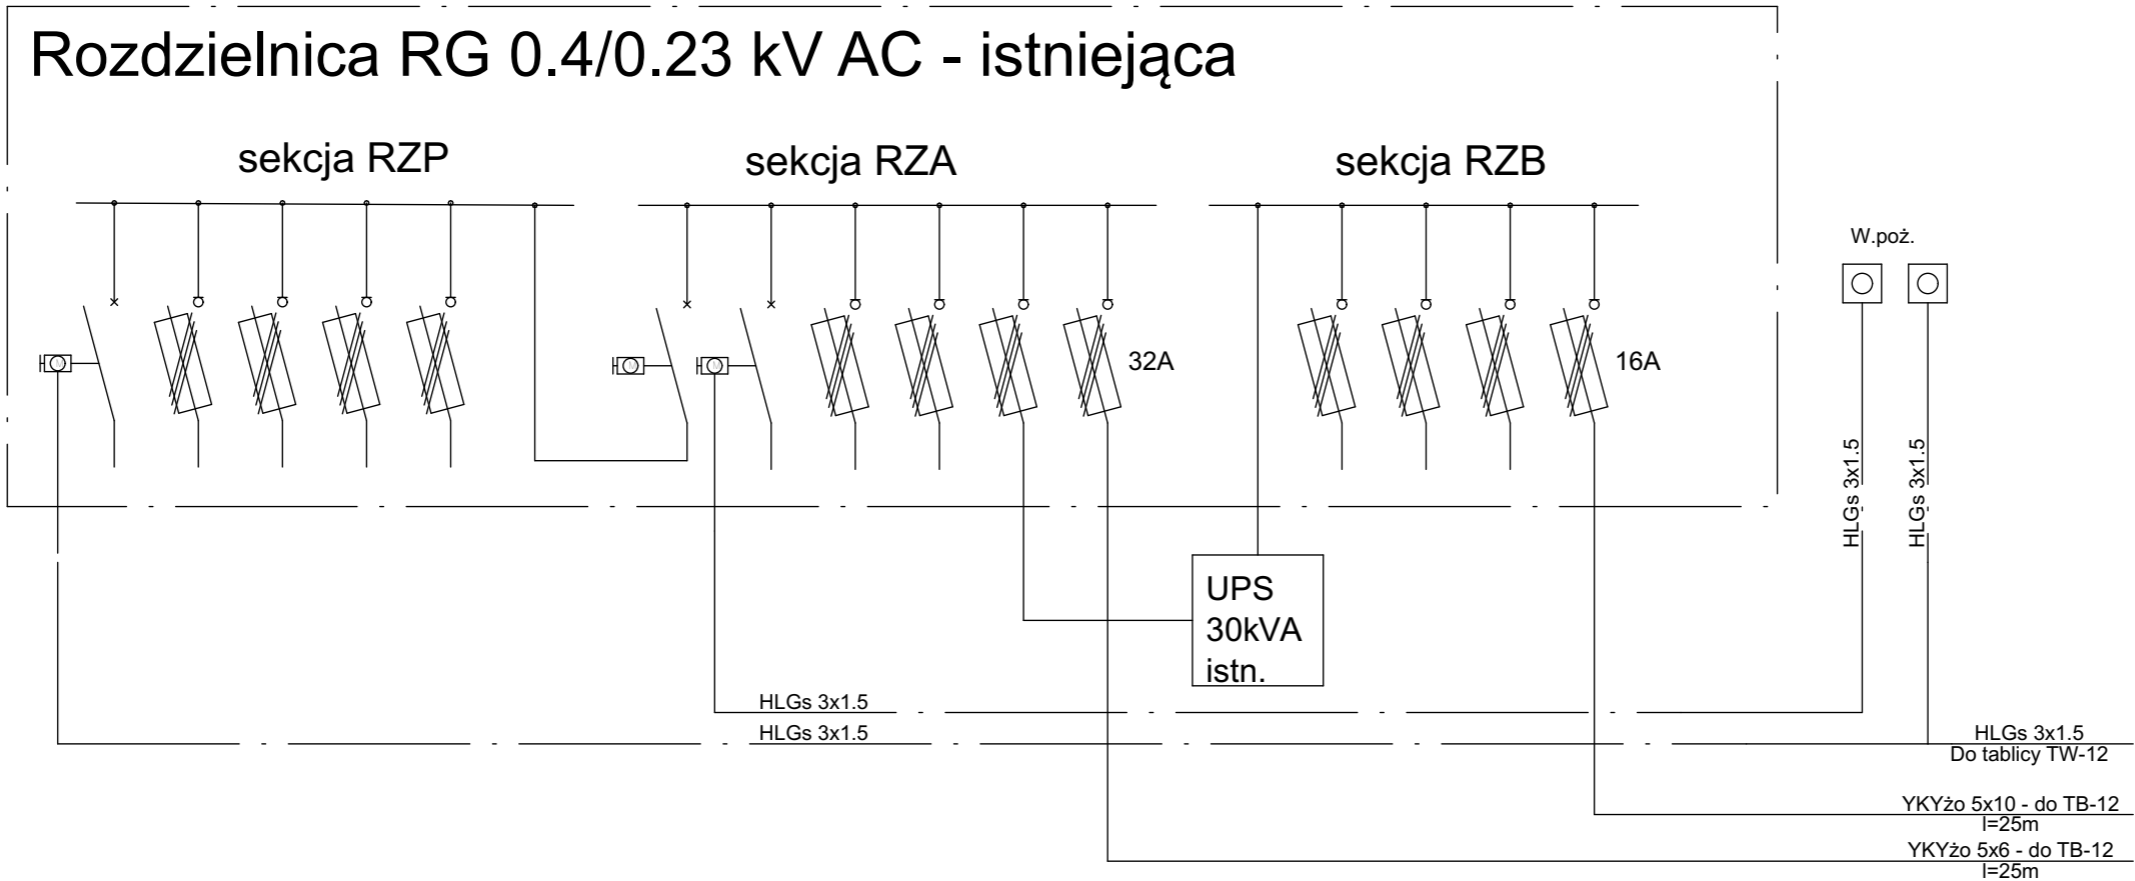 Rozdzielnica RG 0.4/0.23 kV AC - istniejąca
sekcja RZP
sekcja RZA
sekcja RZB
W.poż.
32A
16A
HLGs 3x1.5
HLGs 3x1.5
UPS
30kVA
istn.
HLGs 3x1.5
HLGs 3x1.5
HLGs 3x1.5
Do tablicy TW-12
YKYżo 5x10 - do TB-12
l=25m
YKYżo 5x6 - do TB-12
l=25m